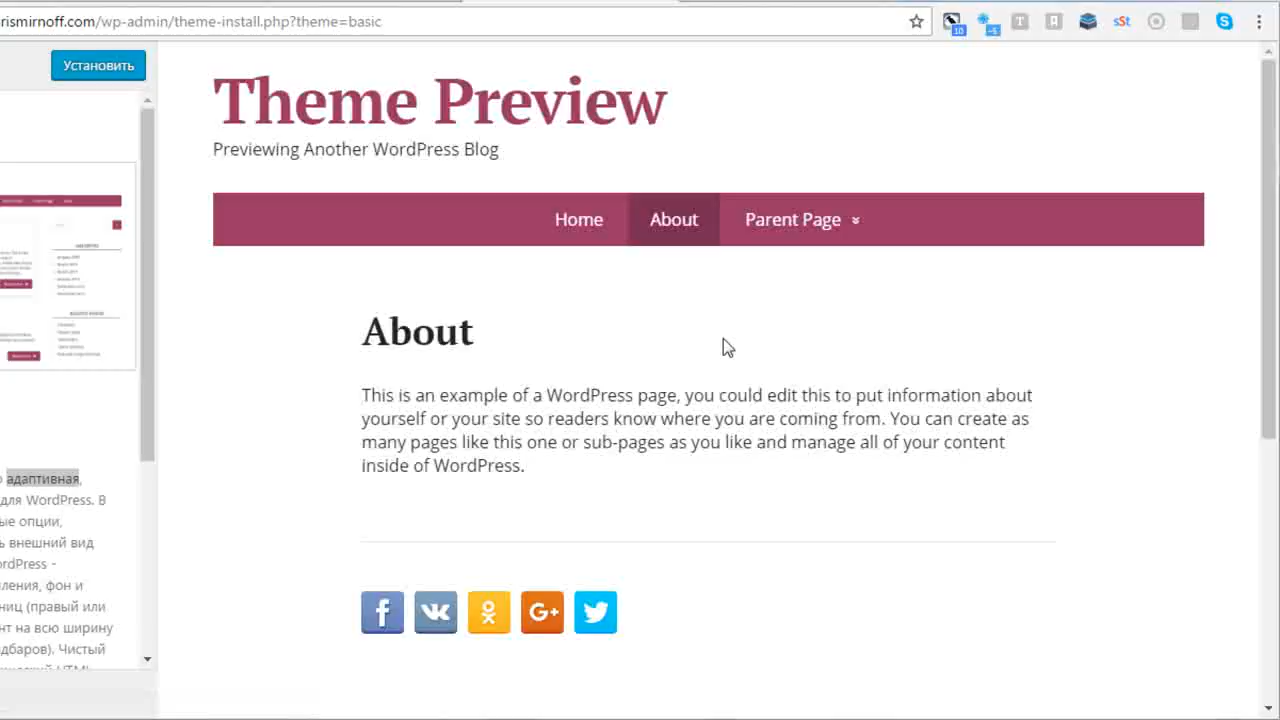 rismirnoff.com/wp-admin/theme-install.php?theme=basic
10
-5
T
sSt
Установить
Theme Preview
Previewing Another WordPress Blog
Home
About
Parent Page
About
This is an example of a WordPress page, you could edit this to put information about
yourself or your site so readers know where you are coming from. You can create as
many pages like this one or sub-pages as you like and manage all of your content
inside of WordPress.
адаптивная,
для WordPress. В
ые опции,
ь внешний вид
ordPress -
ления, фон и
ниц (правый или
нт на всю ширину
йдбаров). Чистый
G+